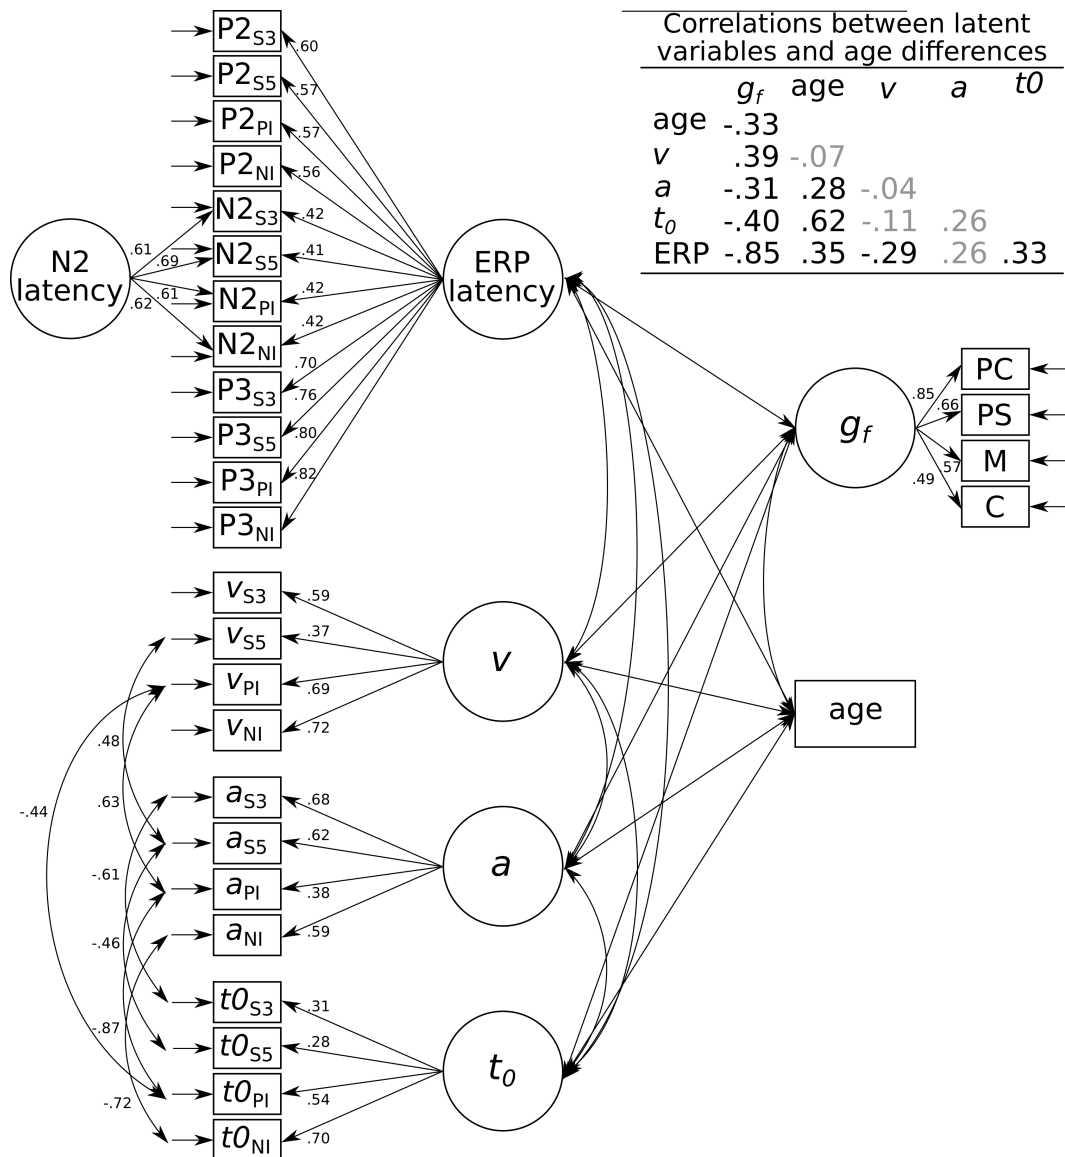 Correlations between latent
variables and age differences
g_f age v a t0
age -.33
v .39 -.07
a -.31 .28 -.04
t_0 -.40 .62 -.11 .26
ERP -.85 .35 -.29 .26 .33
N2
latency
.61
.69
.61
.62
P2_S3
P2_S5
P2_PI
P2_NI
N2_S3
N2_S5
N2_PI
N2_NI
P3_S3
P3_S5
P3_PI
P3_NI
.60
.57
.57
.56
.42
.41
.42
.42
.70
.76
.80
.82
ERP
latency
g_f
.85
.66
.57
.49
PC
PS
M
C
v_S3
v_S5
v_PI
v_NI
.59
.37
.69
.72
v
age
a_S3
a_S5
a_PI
a_NI
.68
.62
.38
.59
a
t0_S3
t0_S5
t0_PI
t0_NI
.31
.28
.54
.70
t_0
.48
.63
-.44
-.61
-.46
-.87
-.72